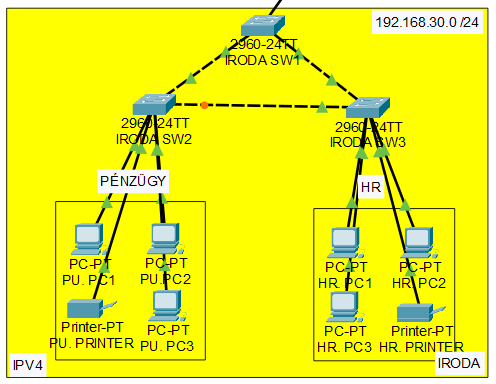 192.168.30.0 /24
2960-24TT
IRODA SW1
2960-24TT
IRODA SW2
2960-24TT
IRODA SW3
PÉNZÜGY
HR
PC-PT
PU. PC1
PC-PT
PU. PC2
PC-PT
HR. PC1
PC-PT
HR. PC2
Printer-PT
PU. PRINTER
PC-PT
PU. PC3
PC-PT
HR. PC3
Printer-PT
HR. PRINTER
IPV4
IRODA